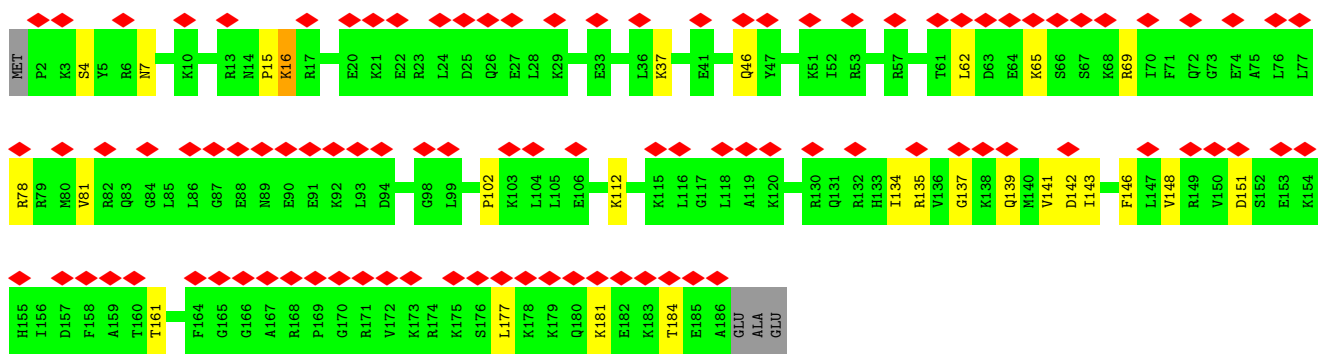 MET P2 K3 S4 Y5 R6 N7 K10 R13 N14 P15 K16 R17 E20 K21 E22 R23 L24 D25 Q26 E27 L28 K29 E33 L36 K37 E41 Q46 Y47 K51 I52 R53 R57 T61 L62 D63 E64 K65 S66 S67 K68 R69 I70 F71 Q72 G73 E74 A75 L76 L77
R78 R79 M80 V81 R82 Q83 G84 L85 L86 G87 E88 N89 E90 E91 K92 L93 D94 G98 L99 P102 K103 L104 L105 E106 K112 K115 L116 G117 L118 A119 K120 R130 Q131 R132 H133 I134 R135 V136 G137 K138 Q139 M140 V141 D142 I143 F146 L147 V148 R149 V150 D151 S152 E153 K154
H155 I156 D157 F158 A159 T160 T161 F164 G165 G166 A167 R168 P169 G170 R171 V172 K173 R174 K175 S176 L177 K178 K179 Q180 K181 E182 K183 T184 E185 A186 GLU ALA GLU